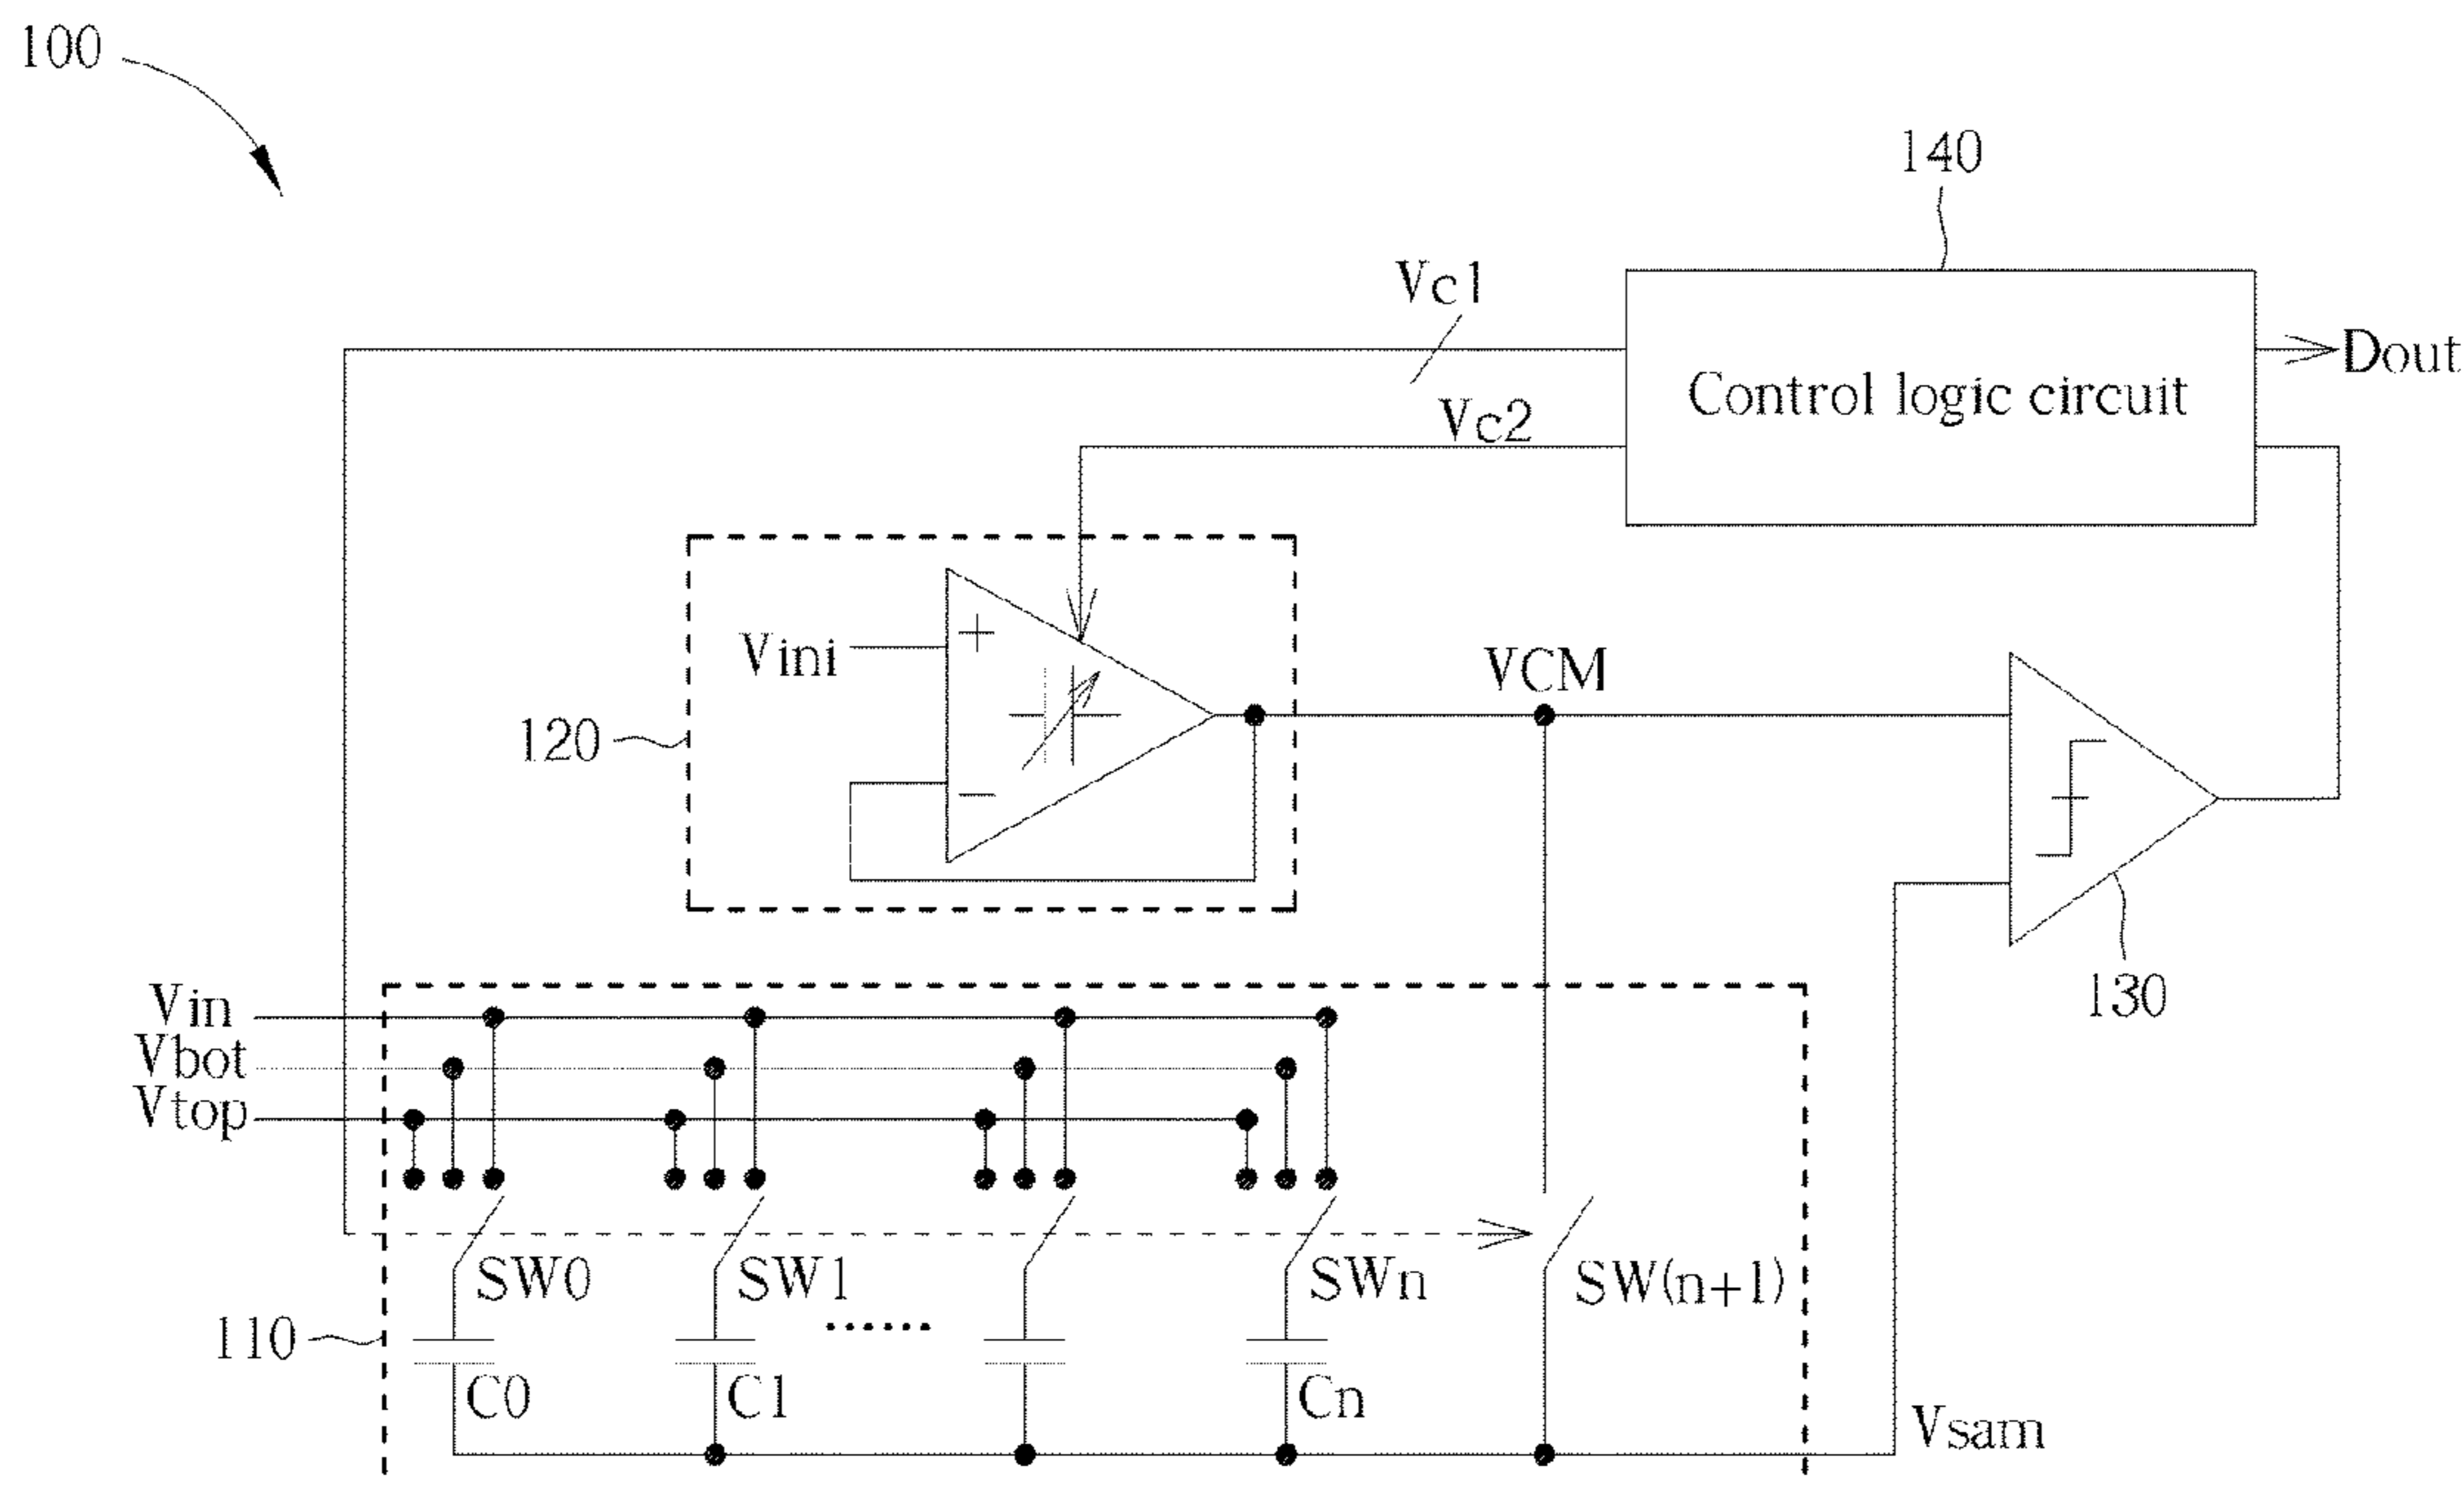 100
140
Vc1
Dout
Control logic circuit
Vc2
+
Vini
VCM
120
−
130
Vin
Vbot
Vtop
SW0
SW1
SWn
SW(n+1)
110
......
C0
C1
Cn
Vsam